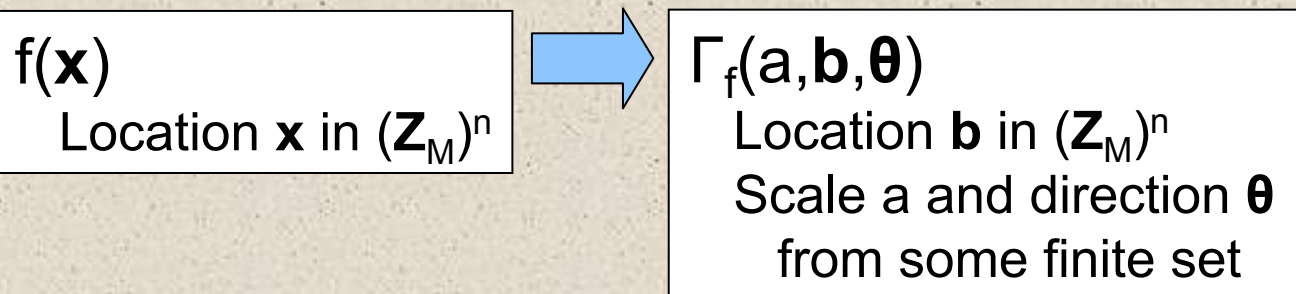 f(x)
Location x in (Z_M)^n
Γ_f(a,b,θ)
Location b in (Z_M)^n
Scale a and direction θ
from some finite set